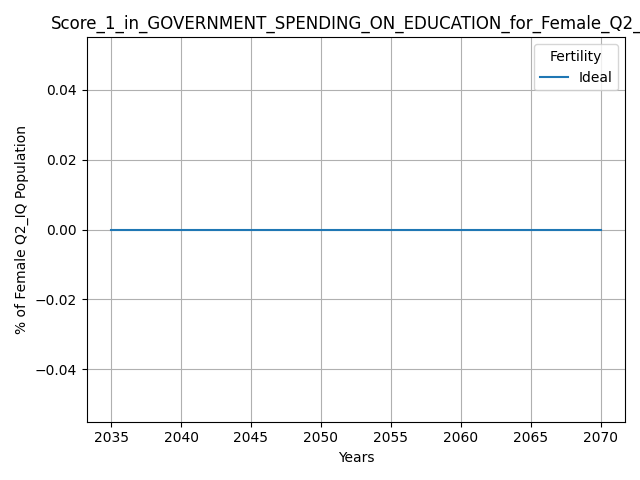 Score_1_in_GOVERNMENT_SPENDING_ON_EDUCATION_for_Female_Q2_
Fertility
Ideal
0.04
0.02
0.00
−0.02
−0.04
% of Female Q2_IQ Population
2035 2040 2045 2050 2055 2060 2065 2070
Years